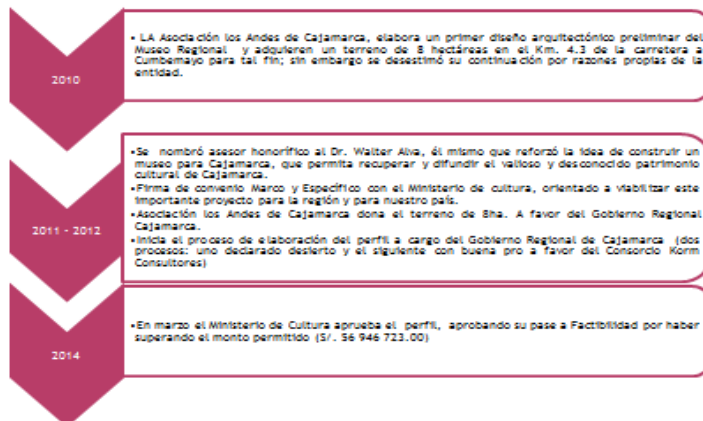 2010
• LA Asociación los Andes de Cajamarca, elabora un primer diseño arquitectónico preliminar del
Museo Regional y adquieren un terreno de 8 hectáreas en el Km. 4.3 de la carretera a
Cumbemayo para tal fin; sin embargo se desestimó su continuación por razones propias de la
entidad.
2011 - 2012
•Se nombró asesor honorífico al Dr. Walter Alva, él mismo que reforzó la idea de construir un
museo para Cajamarca, que permita recuperar y difundir el valioso y desconocido patrimonio
cultural de Cajamarca.
•Firma de convenio Marco y Específico con el Ministerio de cultura, orientado a viabilizar este
importante proyecto para la región y para nuestro país.
•Asociación los Andes de Cajamarca dona el terreno de 8ha. A favor del Gobierno Regional
Cajamarca.
•Inicia el proceso de elaboración del perfil a cargo del Gobierno Regional de Cajamarca (dos
procesos: uno declarado desierto y el siguiente con buena pro a favor del Consorcio Korm
Consultores)
2014
•En marzo el Ministerio de Cultura aprueba el perfil, aprobando su pase a Factibilidad por haber
superando el monto permitido (S/. 56 946 723.00)